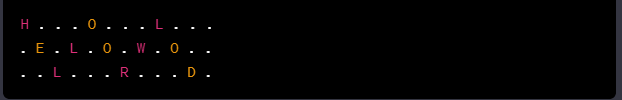 H . . . O . . . L . . .
. E . L . O . W . O . .
. . L . . . R . . . D .